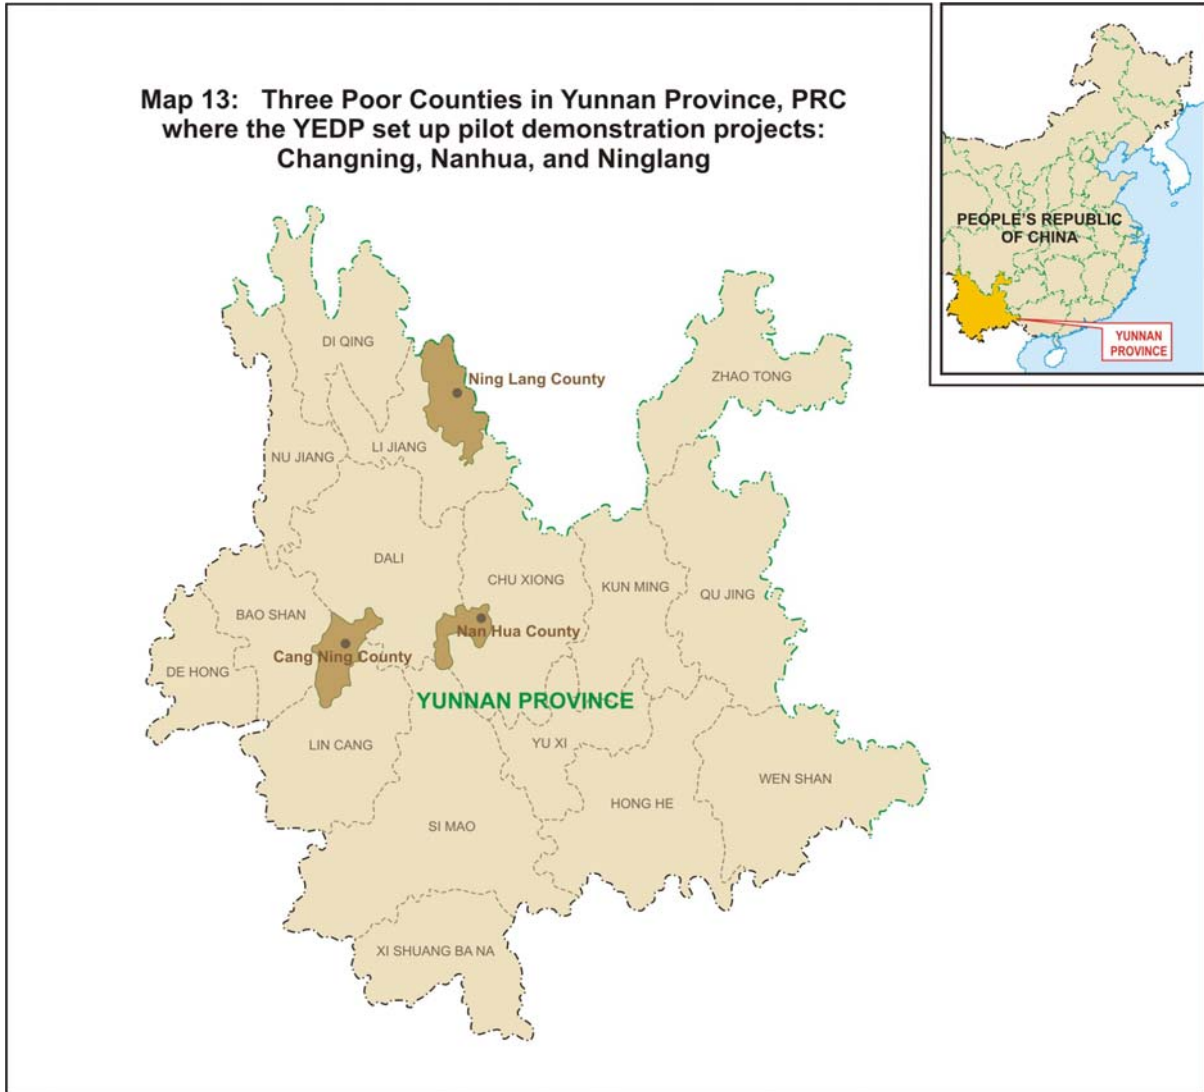 Map 13: Three Poor Counties in Yunnan Province, PRC
where the YEDP set up pilot demonstration projects:
Changning, Nanhua, and Ninglang
PEOPLE'S REPUBLIC
OF CHINA
YUNNAN
PROVINCE
DI QING
Ning Lang County
ZHAO TONG
LI JIANG
NU JIANG
DALI
CHU XIONG
KUN MING
QU JING
BAO SHAN
Nan Hua County
Cang Ning County
DE HONG
YUNNAN PROVINCE
LIN CANG
YU XI
WEN SHAN
HONG HE
SI MAO
XI SHUANG BA NA